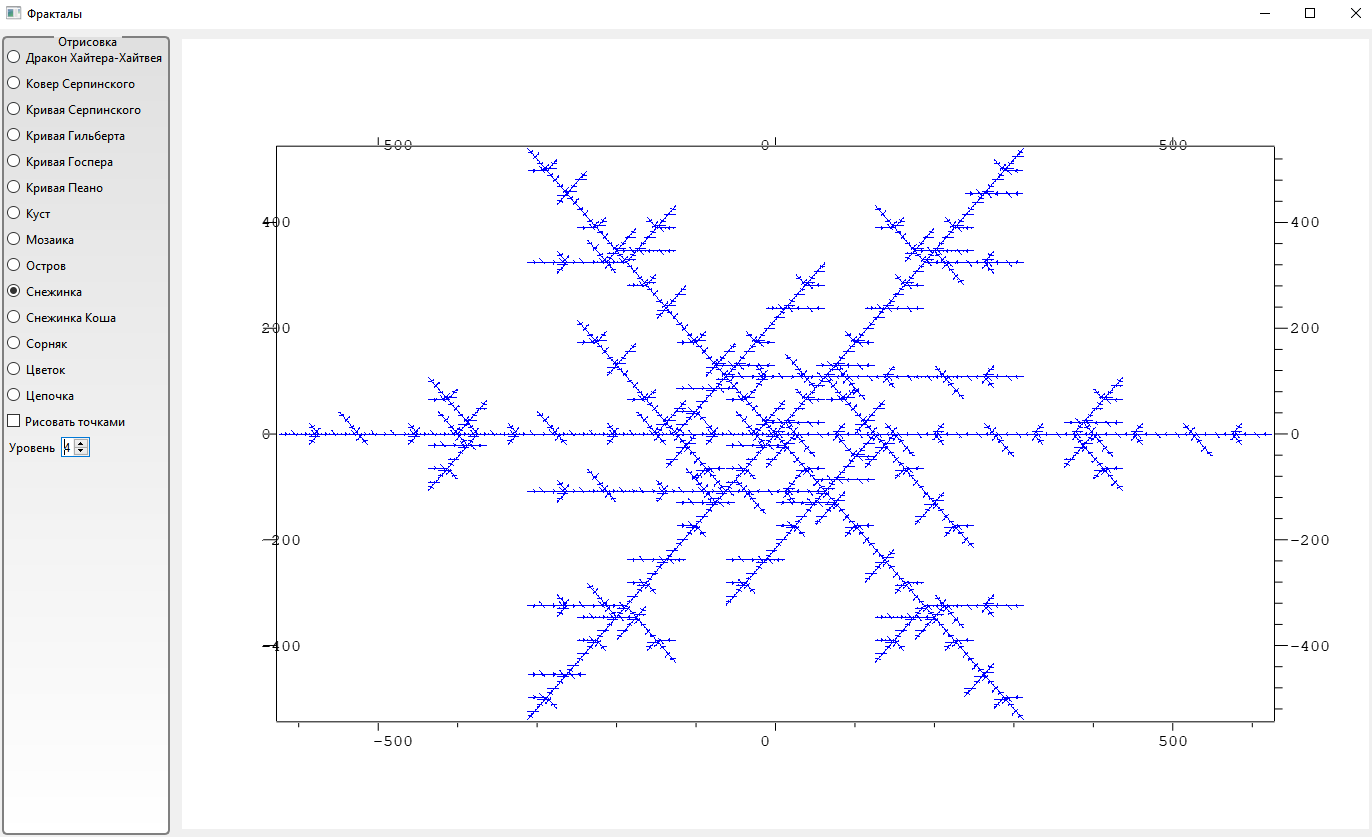 Фракталы
Отрисовка
Дракон Хайтера-Хайтвея
Ковер Серпинского
Кривая Серпинского
Кривая Гильберта
Кривая Госпера
Кривая Пеано
Куст
Мозаика
Остров
Снежинка
Снежинка Коша
Сорняк
Цветок
Цепочка
Рисовать точками
Уровень 4
500 0 500
400 400
200 200
0 0
-200 -200
-400 -400
-500 0 500